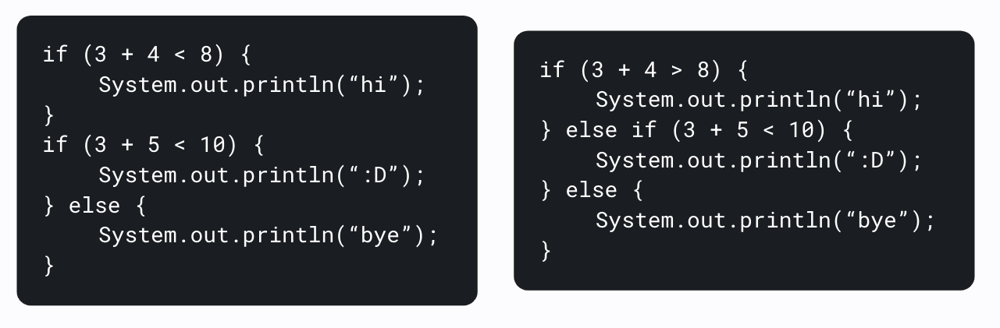 if (3 + 4 < 8) {
    System.out.println(“hi”);
}
if (3 + 5 < 10) {
    System.out.println(“:D”);
} else {
    System.out.println(“bye”);
}
if (3 + 4 > 8) {
    System.out.println(“hi”);
} else if (3 + 5 < 10) {
    System.out.println(“:D”);
} else {
    System.out.println(“bye”);
}